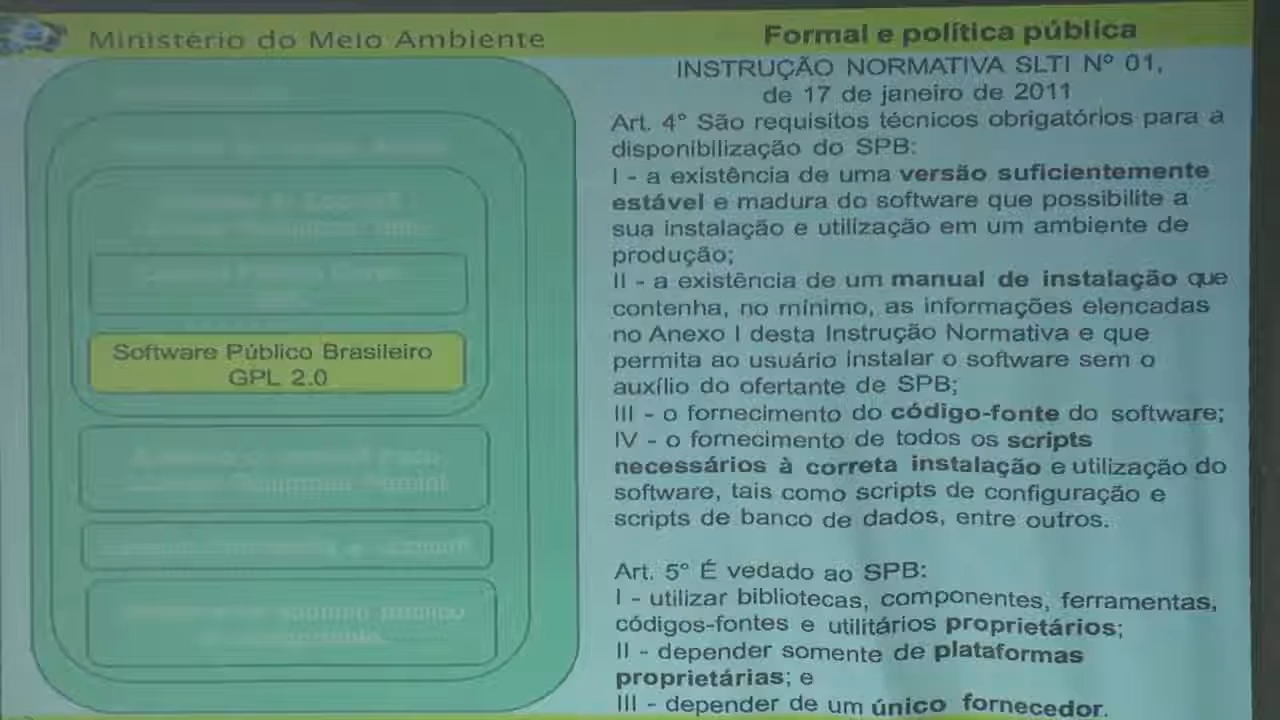 Ministério do Meio Ambiente
Formal e política pública
Software Público Brasileiro
GPL 2.0
INSTRUÇÃO NORMATIVA SLTI Nº 01,
de 17 de janeiro de 2011
Art. 4° São requisitos técnicos obrigatórios para a
disponibilização do SPB:
I - a existência de uma versão suficientemente
estável e madura do software que possibilite a
sua instalação e utilização em um ambiente de
produção;
II - a existência de um manual de instalação que
contenha, no mínimo, as informações elencadas
no Anexo I desta Instrução Normativa e que
permita ao usuário instalar o software sem o
auxílio do ofertante de SPB;
III - o fornecimento do código-fonte do software;
IV - o fornecimento de todos os scripts
necessários à correta instalação e utilização do
software, tais como scripts de configuração e
scripts de banco de dados, entre outros.
Art. 5° É vedado ao SPB:
I - utilizar bibliotecas, componentes, ferramentas,
códigos-fontes e utilitários proprietários;
II - depender somente de plataformas
proprietárias; e
III - depender de um único fornecedor.